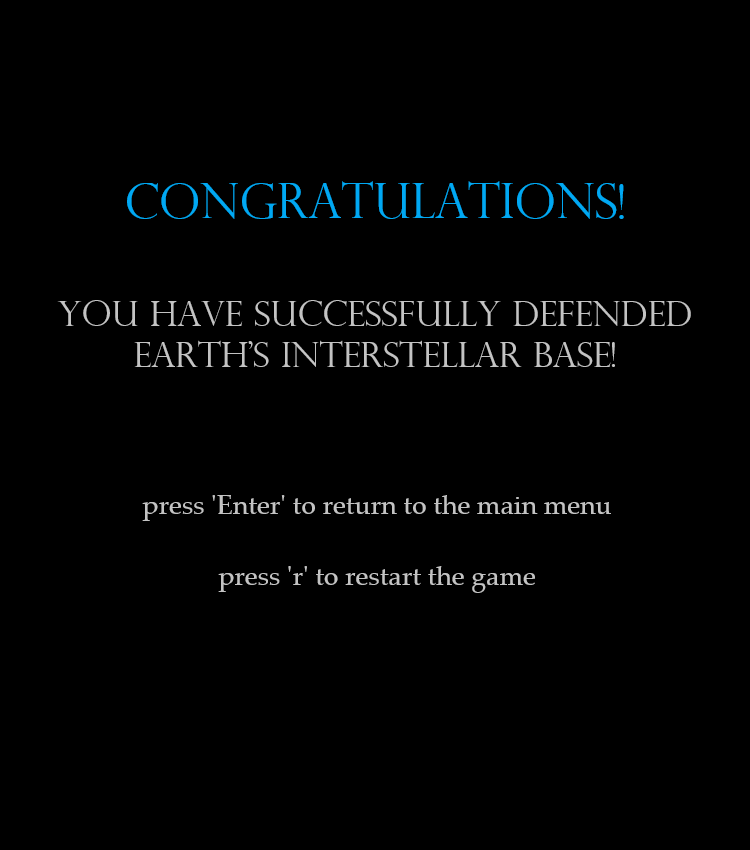 CONGRATULATIONS!
YOU HAVE SUCCESSFULLY DEFENDED
EARTH’S INTERSTELLAR BASE!
press 'Enter' to return to the main menu
press 'r' to restart the game